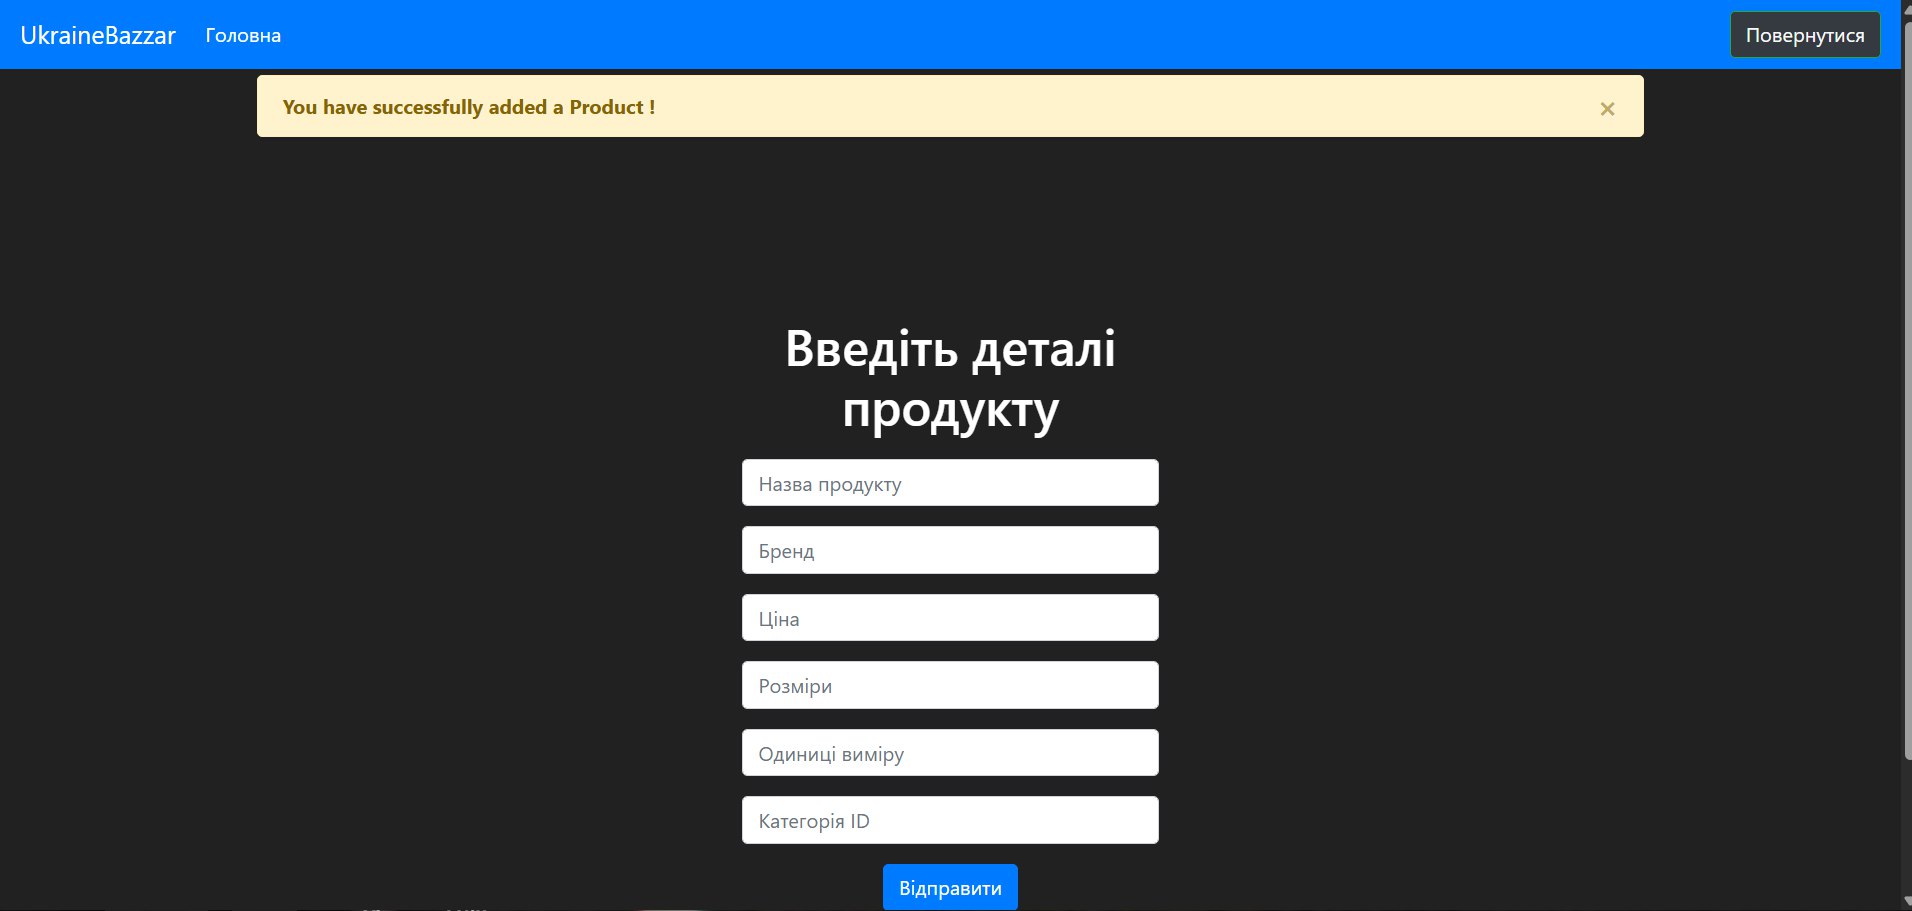 UkraineBazzar Головна Повернутися
You have successfully added a Product ! ×
Введіть деталі
продукту
Назва продукту
Бренд
Ціна
Розміри
Одиниці виміру
Категорія ID
Відправити